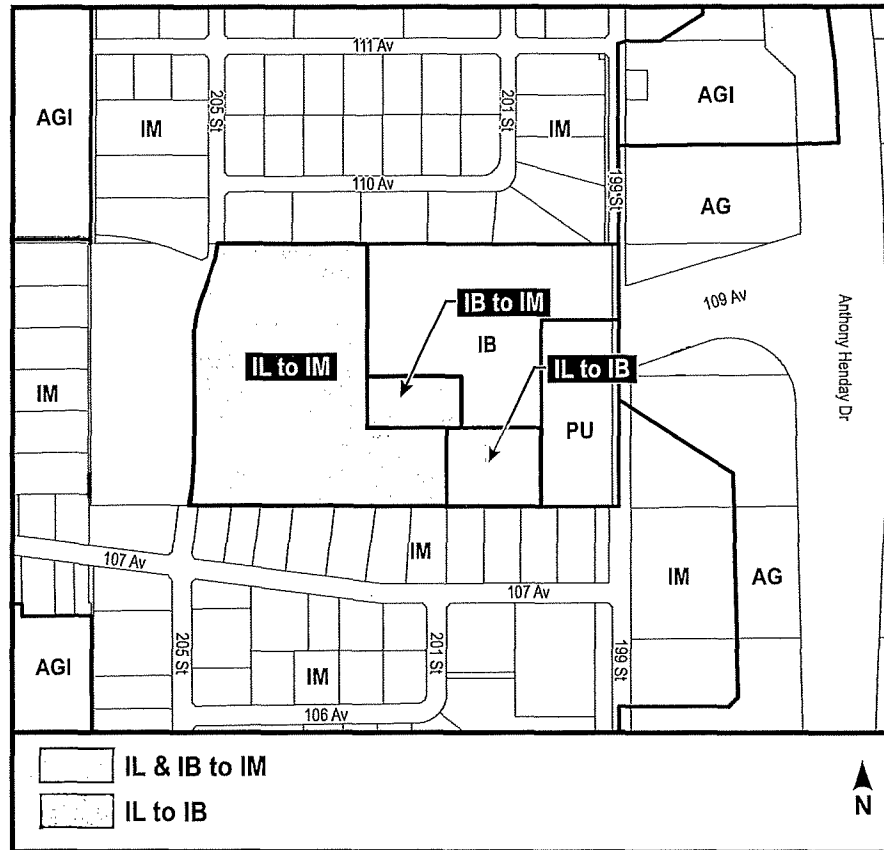 111 Av
AGI
IM
205 St
201 St
IM
199 St
AGI
110 Av
AG
109 Av
Anthony Henday Dr
IB to IM
IB
IL to IM
IL to IB
IM
PU
IM
107 Av
107 Av
IM
AG
205 St
201 St
199 St
AGI
IM
106 Av
IL & IB to IM
IL to IB
N